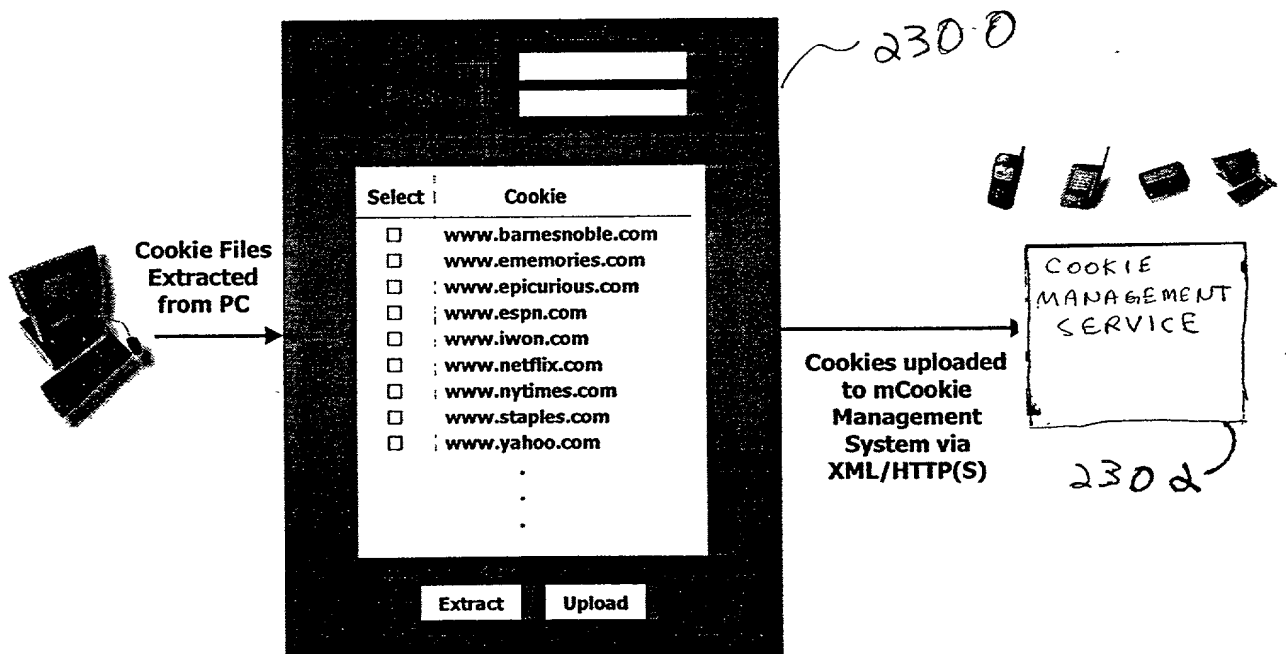 2300
Select Cookie
www.barnesnoble.com
www.ememories.com
www.epicurious.com
www.espn.com
www.iwon.com
www.netflix.com
www.nytimes.com
www.staples.com
www.yahoo.com
Extract Upload
Cookie Files
Extracted
from PC
Cookies uploaded
to mCookie
Management
System via
XML/HTTP(S)
COOKIE
MANAGEMENT
SERVICE
2302